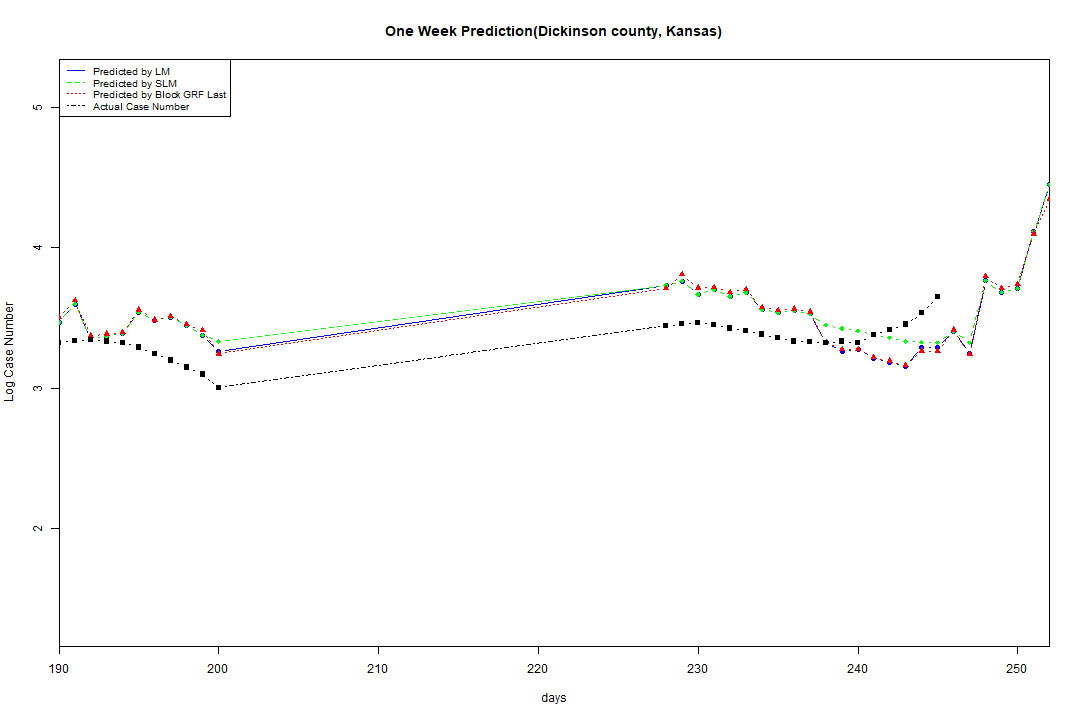 One Week Prediction(Dickinson county, Kansas)
Predicted by LM
Predicted by SLM
Predicted by Block GRF Last
Actual Case Number
5
4
3
2
Log Case Number
190 200 210 220 230 240 250
days